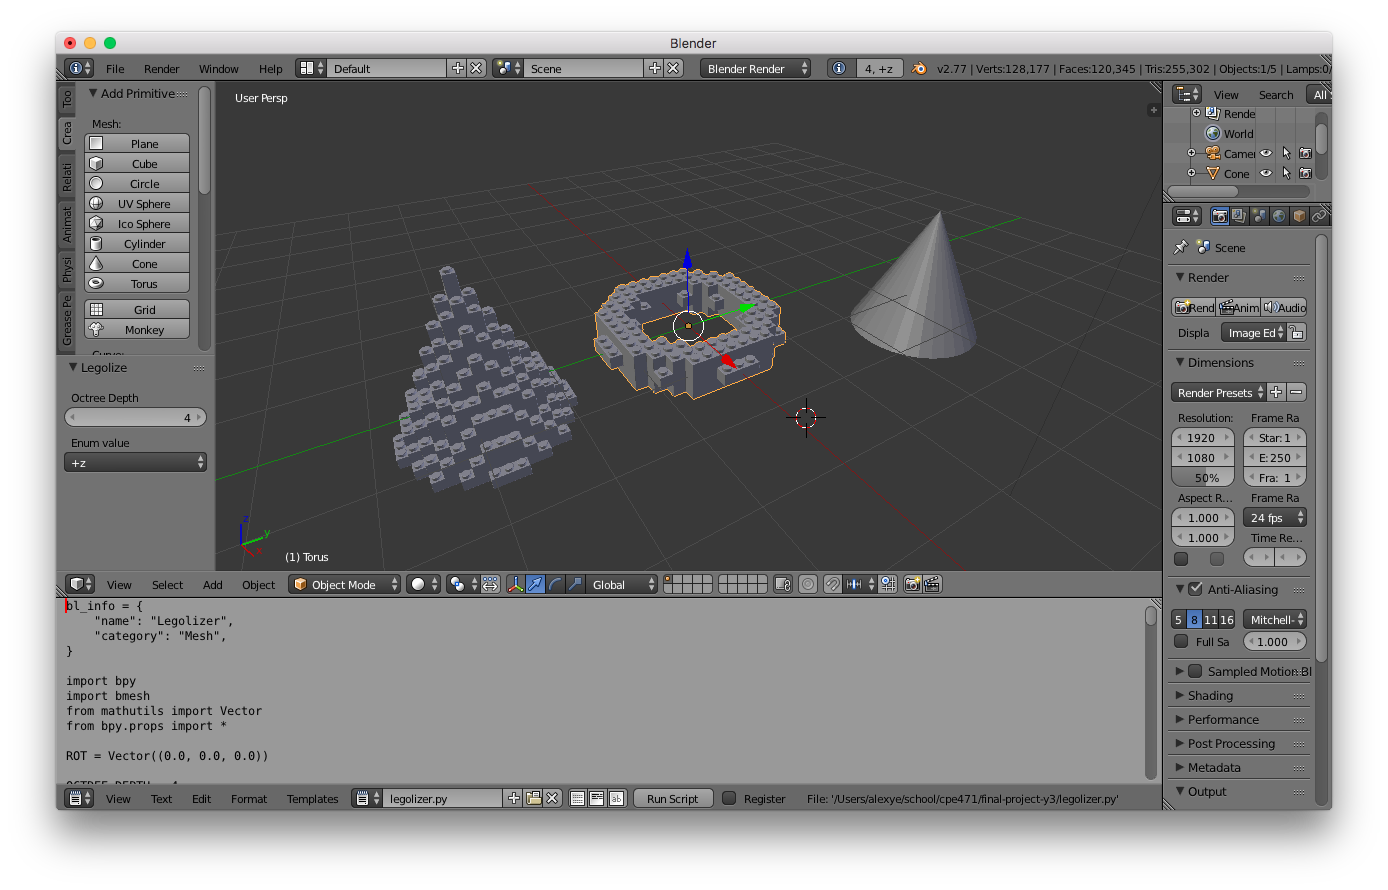 Blender
File Render Window Help Default Scene Blender Render 4, +z v2.77 | Verts:128,177 | Faces:120,345 | Tris:255,302 | Objects:1/5 | Lamps:0/
Too
Crea
Relati
Animat
Physi
Grease Pe
Add Primitive
Mesh:
Plane
Cube
Circle
UV Sphere
Ico Sphere
Cylinder
Cone
Torus
Grid
Monkey
Legolize
Octree Depth
4
Enum value
+z
User Persp
z
y
x
(1) Torus
View Select Add Object Object Mode Global
bl_info = {
"name": "Legolizer",
"category": "Mesh",
}
import bpy
import bmesh
from mathutils import Vector
from bpy.props import *
ROT = Vector((0.0, 0.0, 0.0))
View Text Edit Format Templates legolizer.py ab Run Script Register File: '/Users/alexye/school/cpe471/final-project-y3/legolizer.py'
View Search All
Rende
World
Camer
Cone
Scene
Render
Rend Anim Audio
Displa Image Ed
Dimensions
Render Presets
Resolution: Frame Ra
1920 Star: 1
1080 E: 250
50% Fra: 1
Aspect R... Frame Ra
1.000 24 fps
1.000 Time Re...
Anti-Aliasing
5 8 11 16 Mitchell-
Full Sa 1.000
Sampled Motion Bl
Shading
Performance
Post Processing
Metadata
Output